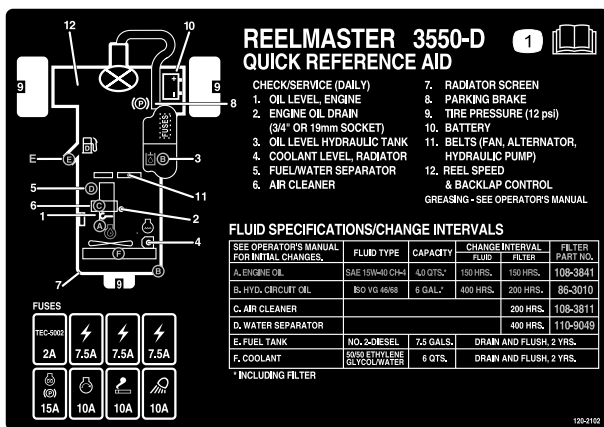 REELMASTER 3550-D
1
QUICK REFERENCE AID
CHECK/SERVICE (DAILY)
1. OIL LEVEL, ENGINE
2. ENGINE OIL DRAIN
(3/4" OR 19mm SOCKET)
3. OIL LEVEL HYDRAULIC TANK
4. COOLANT LEVEL, RADIATOR
5. FUEL/WATER SEPARATOR
6. AIR CLEANER
7. RADIATOR SCREEN
8. PARKING BRAKE
9. TIRE PRESSURE (12 psi)
10. BATTERY
11. BELTS (FAN, ALTERNATOR,
HYDRAULIC PUMP)
12. REEL SPEED
& BACKLAP CONTROL
GREASING - SEE OPERATOR'S MANUAL
12
10
9
9
(P)
8
FUSES
D
E
E
B
3
5
D
11
6
C
1
2
A
4
F
7
B
9
FLUID SPECIFICATIONS/CHANGE INTERVALS
SEE OPERATOR'S MANUAL FOR INITIAL CHANGES. FLUID TYPE CAPACITY CHANGE INTERVAL FLUID FILTER FILTER PART NO.
A. ENGINE OIL SAE 15W-40 CH-4 4.0 QTS.* 150 HRS. 150 HRS. 108-3841
B. HYD. CIRCUIT OIL ISO VG 46/68 6 GAL.* 400 HRS. 200 HRS. 86-3010
C. AIR CLEANER 200 HRS. 108-3811
D. WATER SEPARATOR 400 HRS. 110-9049
E. FUEL TANK NO. 2-DIESEL 7.5 GALS. DRAIN AND FLUSH, 2 YRS.
F. COOLANT 50/50 ETHYLENE GLYCOL/WATER 6 QTS. DRAIN AND FLUSH, 2 YRS.
* INCLUDING FILTER
FUSES
TEC-5002
2A 7.5A 7.5A 7.5A
(P)
15A 10A 10A 10A
120-2102